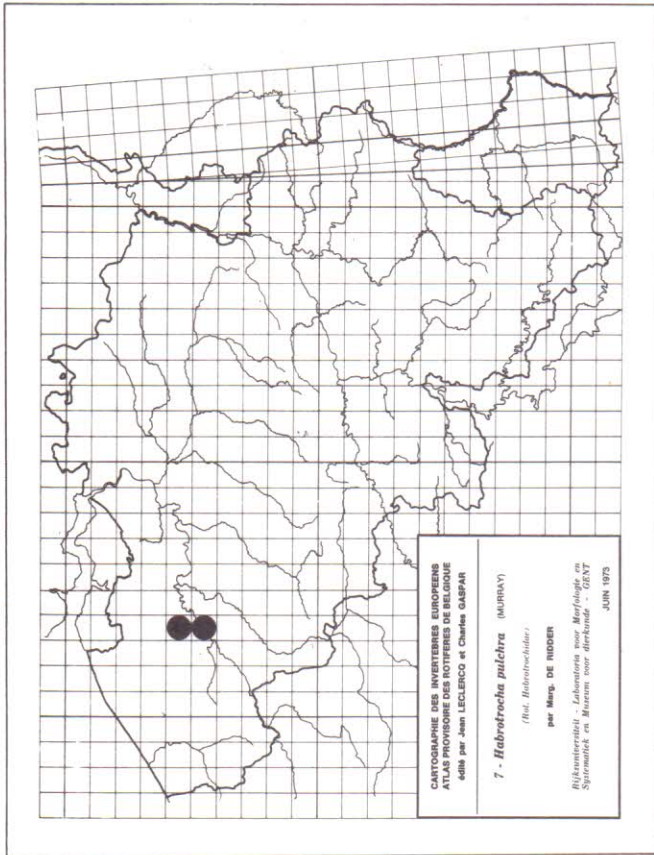 CARTOGRAPHIE DES INVERTEBRES EUROPEENS
ATLAS PROVISOIRE DES ROTIFERES DE BELGIQUE
édité par Jean LECLERCQ et Charles GASPAR
7 - Habrotrocha pulchra (MURRAY)
(Rot. Habrotrochidae)
par Marg. DE RIDDER
Rijksuniversiteit - Laboratoria voor Morfologie en
Systematiek en Museum voor dierkunde - GENT
JUIN 1973